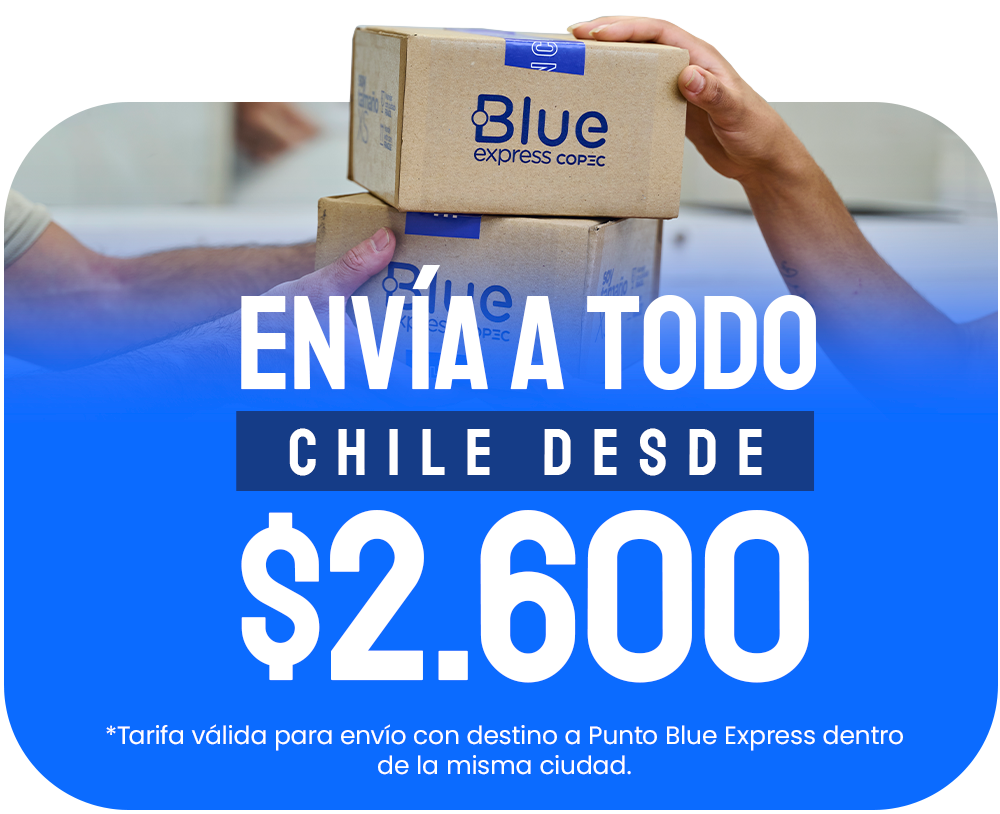 Blue
express COPEC
Blue
express COPEC
ENVÍA A TODO
CHILE DESDE
$2.600
*Tarifa válida para envío con destino a Punto Blue Express dentro
de la misma ciudad.